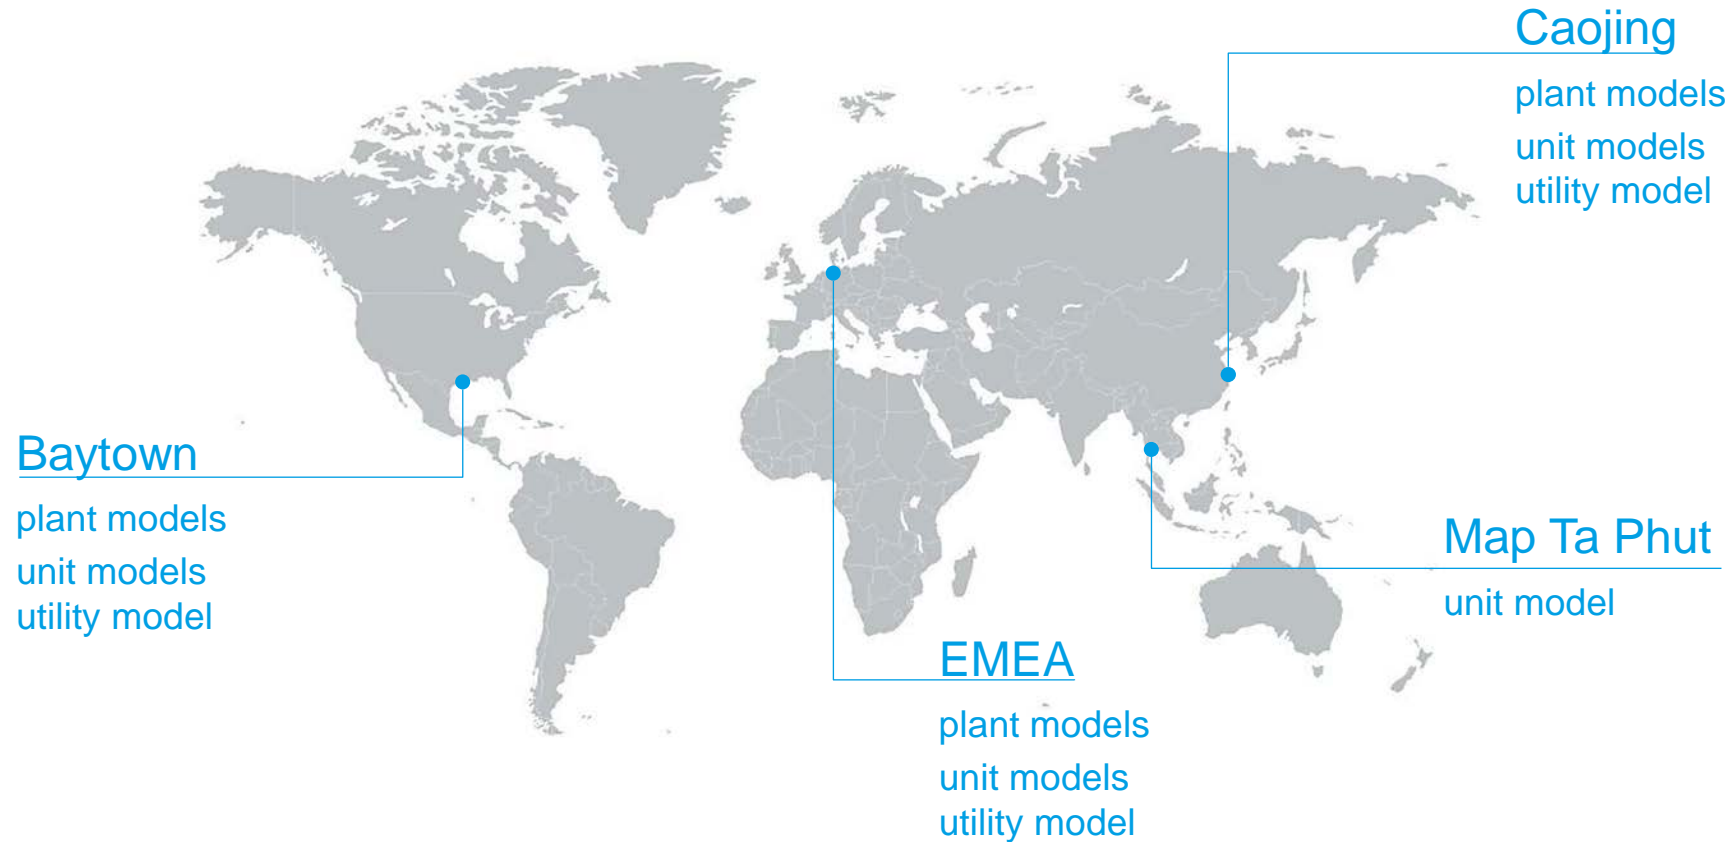 Caojing
plant models
unit models
utility model
Baytown
plant models
unit models
utility model
Map Ta Phut
unit model
EMEA
plant models
unit models
utility model